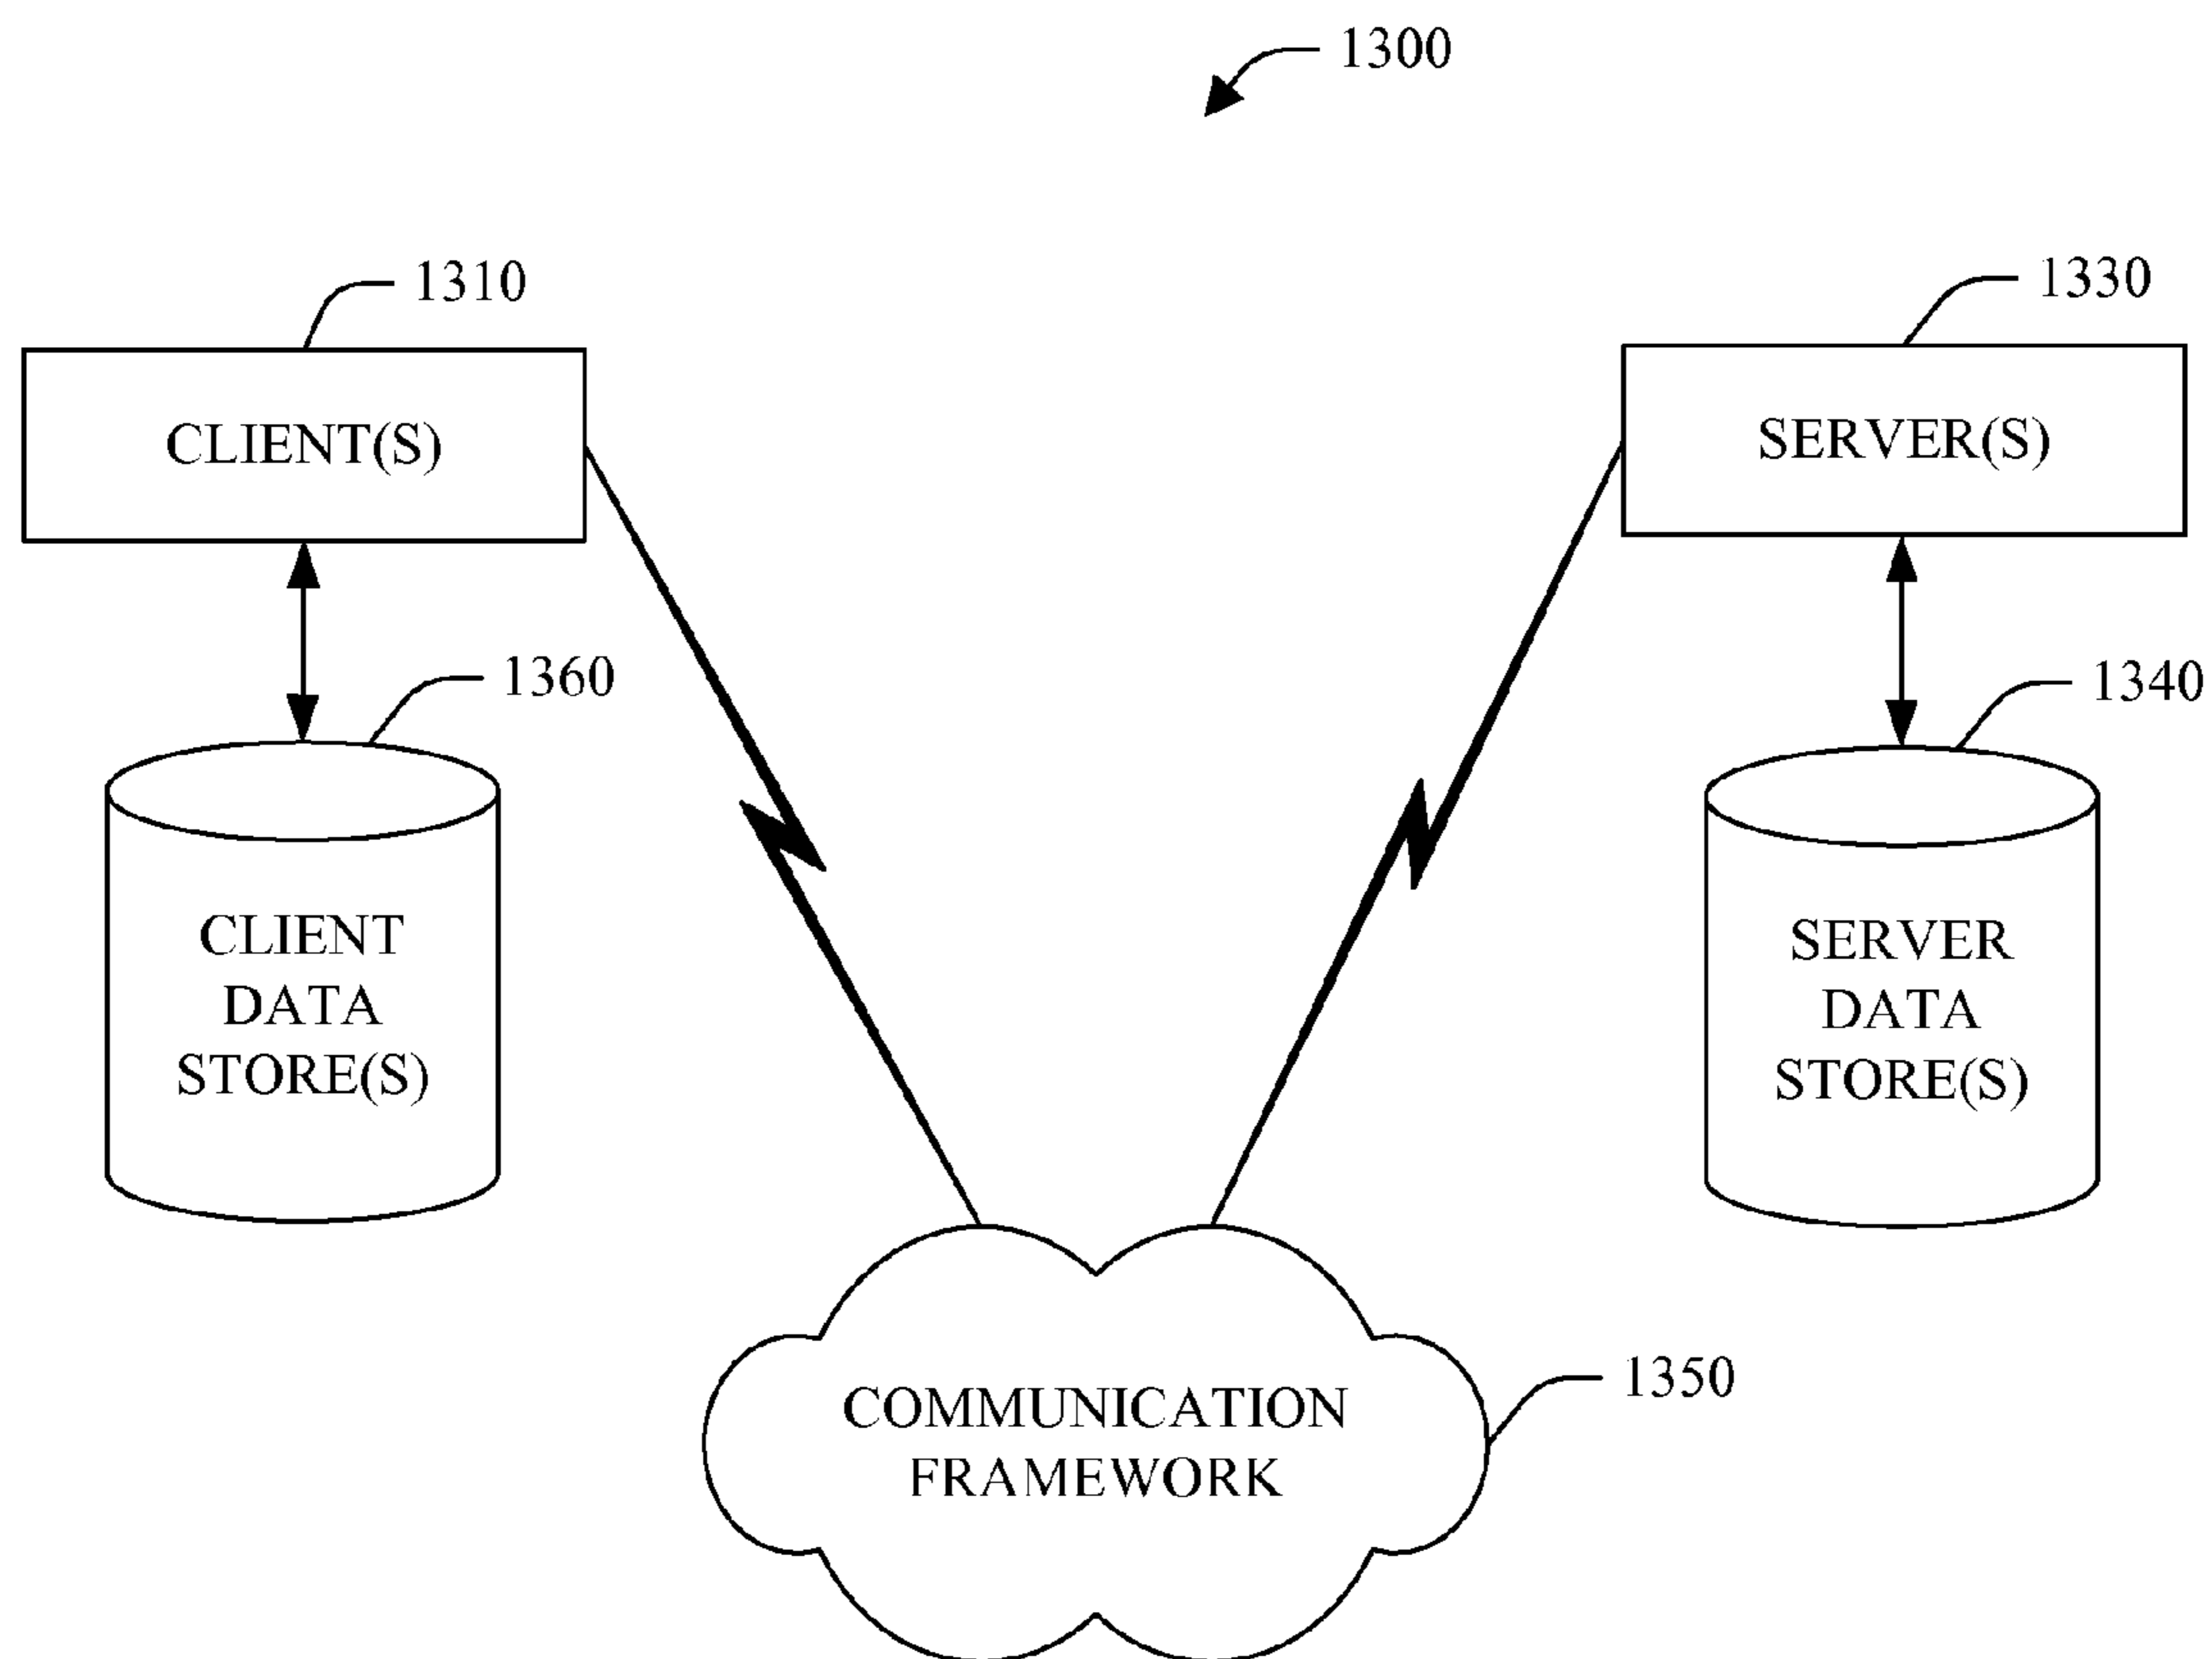 1300
1310
1330
CLIENT(S)
SERVER(S)
1360
1340
CLIENT
DATA
STORE(S)
SERVER
DATA
STORE(S)
1350
COMMUNICATION
FRAMEWORK